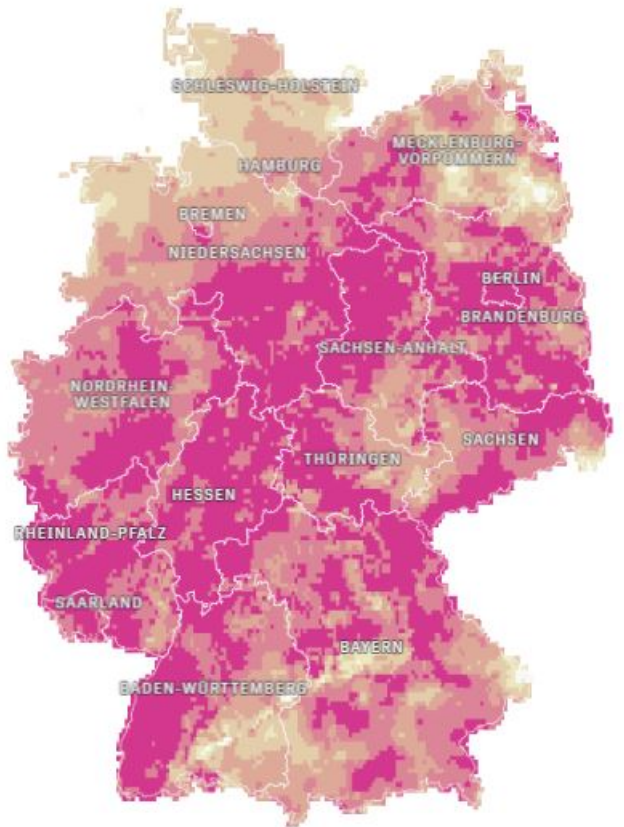 SCHLESWIG-HOLSTEIN
MECKLENBURG-
VORPOMMERN
HAMBURG
BREMEN
NIEDERSACHSEN
BERLIN
BRANDENBURG
SACHSEN-ANHALT
NORDRHEIN-
WESTFALEN
SACHSEN
THÜRINGEN
HESSEN
RHEINLAND-PFALZ
SAARLAND
BAYERN
BADEN-WÜRTTEMBERG